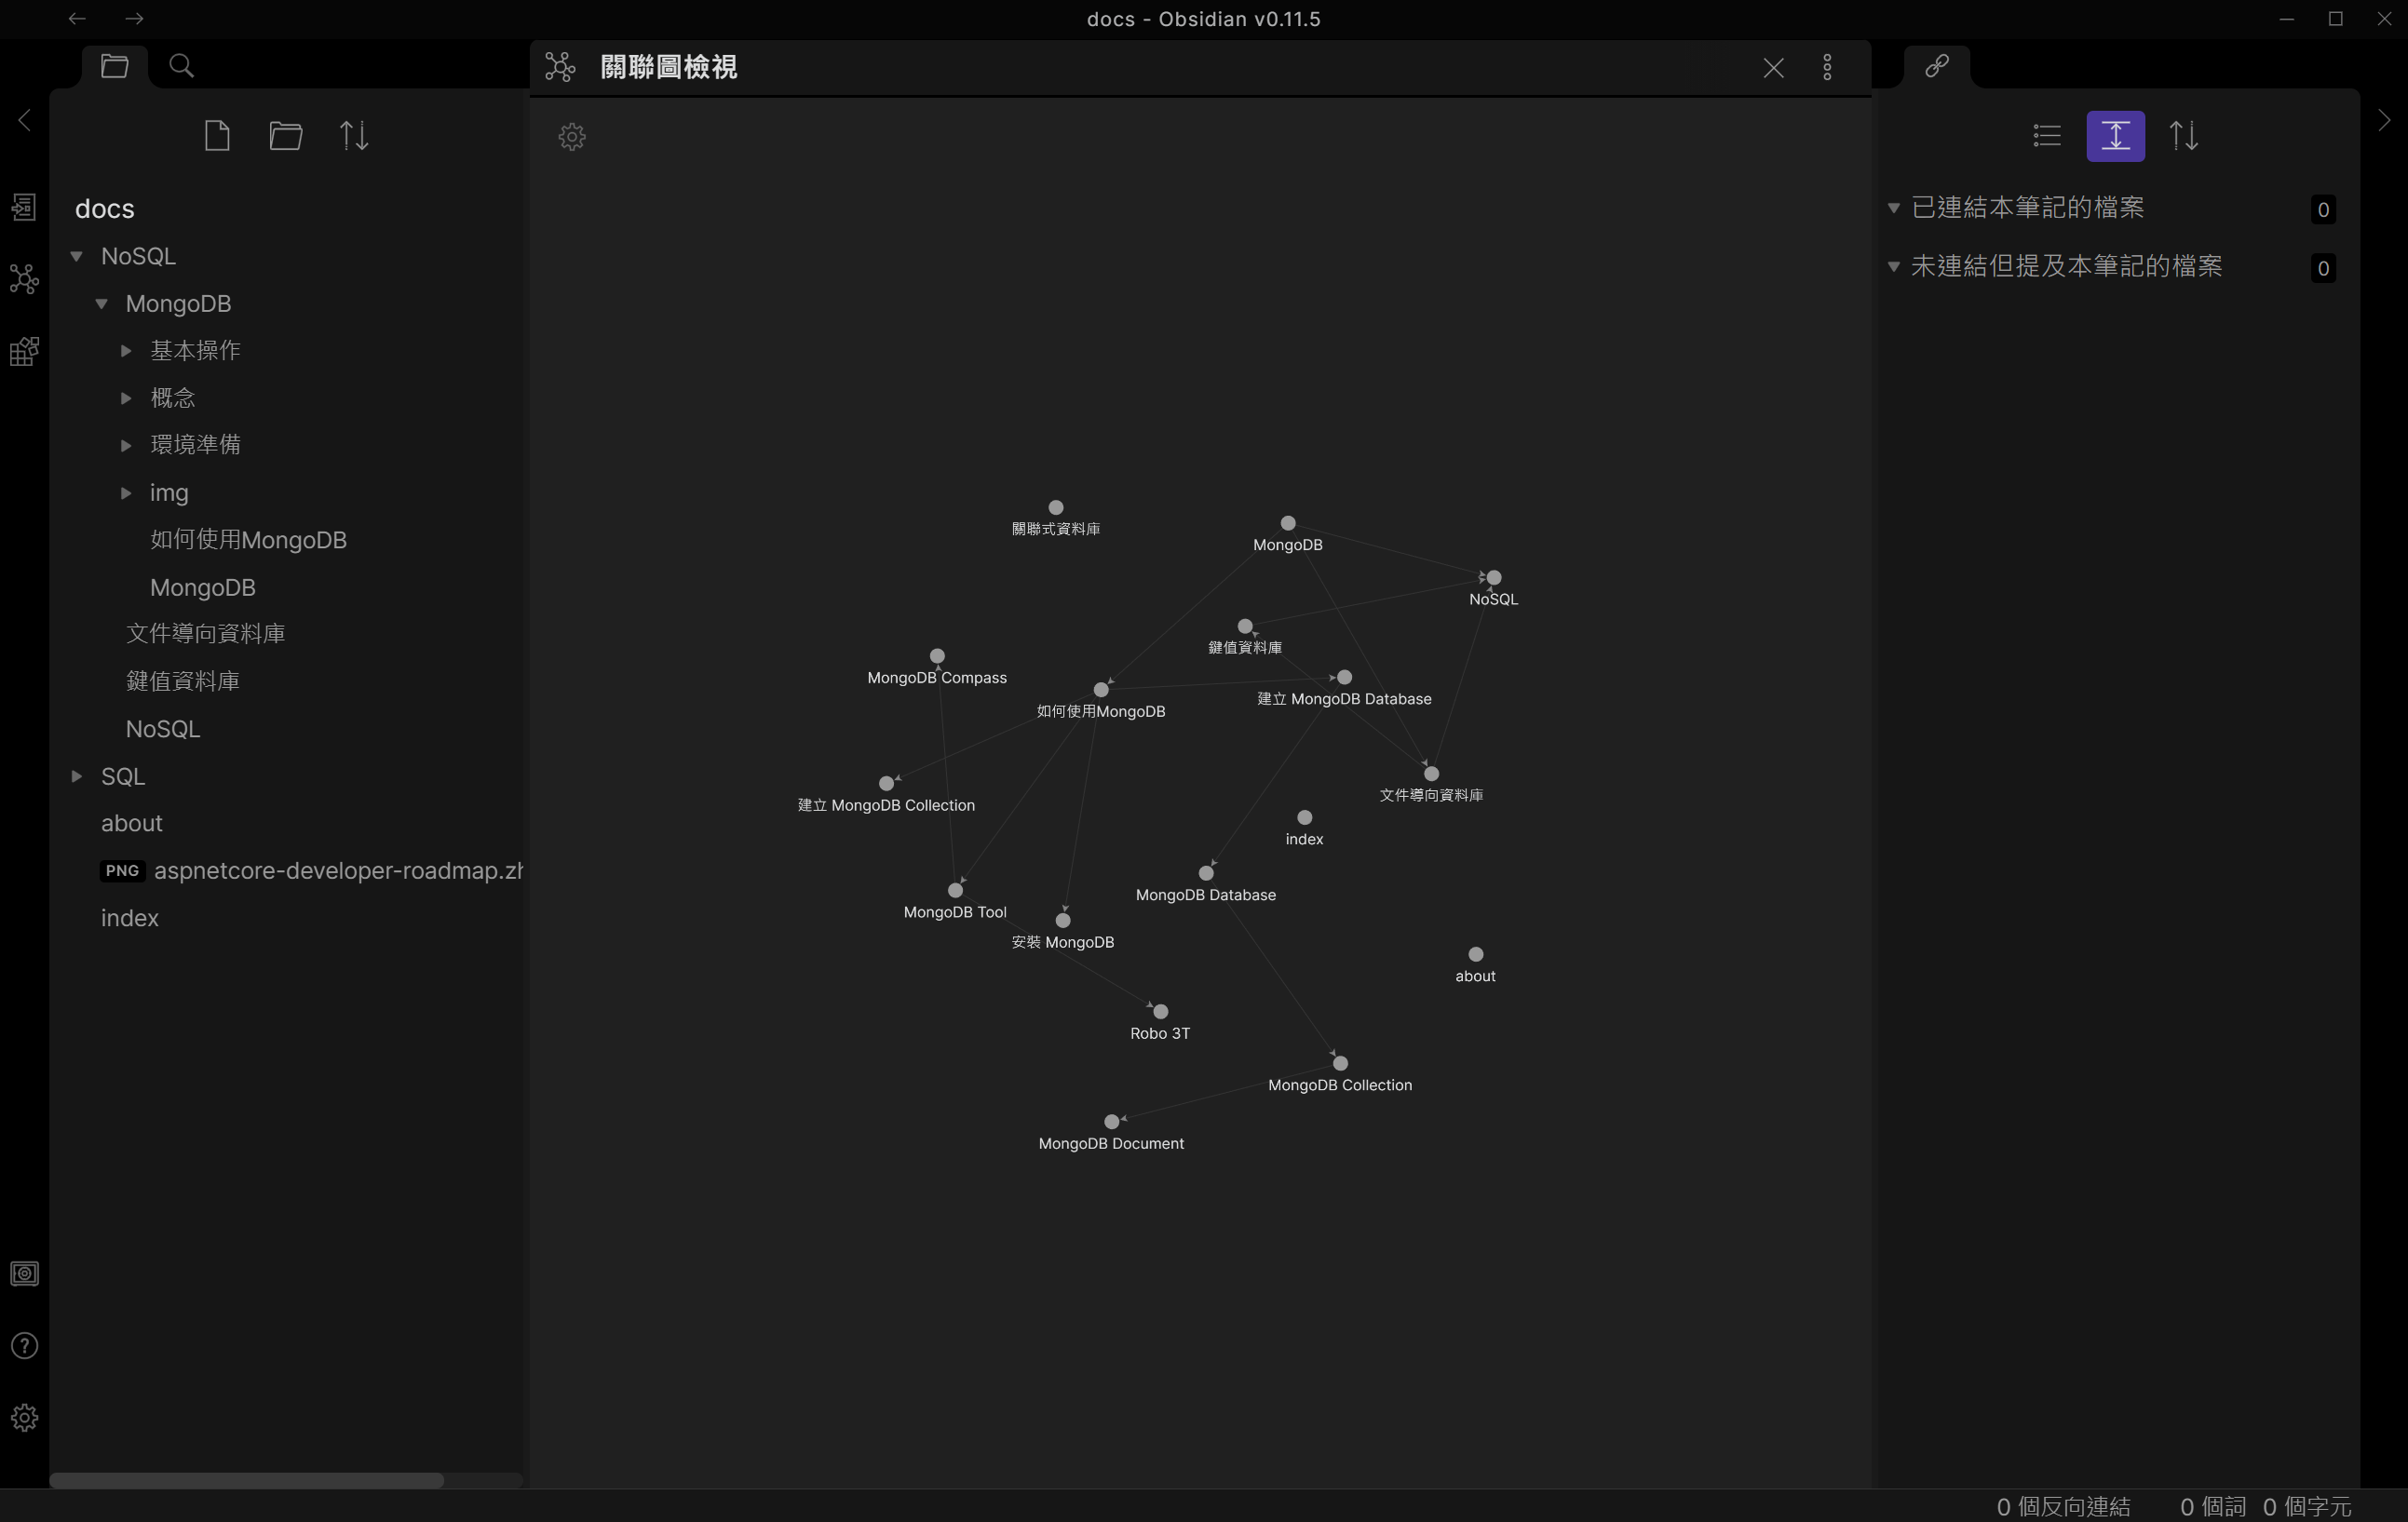 docs - Obsidian v0.11.5
關聯圖檢視
docs
NoSQL
MongoDB
基本操作
概念
環境準備
img
如何使用MongoDB
MongoDB
文件導向資料庫
鍵值資料庫
NoSQL
SQL
about
PNG aspnetcore-developer-roadmap.zh
index
關聯式資料庫
MongoDB
NoSQL
鍵值資料庫
MongoDB Compass
建立 MongoDB Database
如何使用MongoDB
文件導向資料庫
建立 MongoDB Collection
index
MongoDB Database
MongoDB Tool
安裝 MongoDB
about
Robo 3T
MongoDB Collection
MongoDB Document
已連結本筆記的檔案 0
未連結但提及本筆記的檔案 0
0 個反向連結 0 個詞 0 個字元